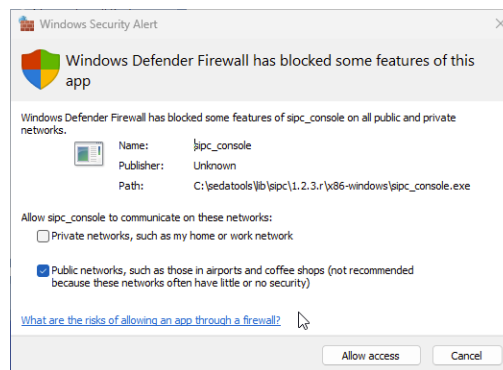 Windows Security Alert
Windows Defender Firewall has blocked some features of this
app
Windows Defender Firewall has blocked some features of sipc_console on all public and private
networks.
Name: sipc_console
Publisher: Unknown
Path: C:\sedatools\lib\sipc\1.2.3.r\x86-windows\sipc_console.exe
Allow sipc_console to communicate on these networks:
Private networks, such as my home or work network
Public networks, such as those in airports and coffee shops (not recommended
because these networks often have little or no security)
What are the risks of allowing an app through a firewall?
Allow access Cancel